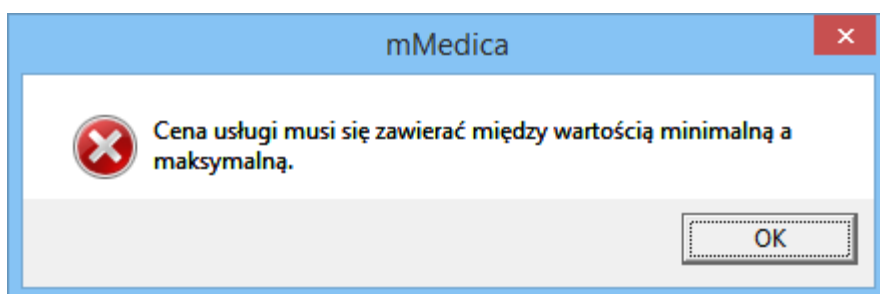 mMedica
Cena usługi musi się zawierać między wartością minimalną a
maksymalną.
OK